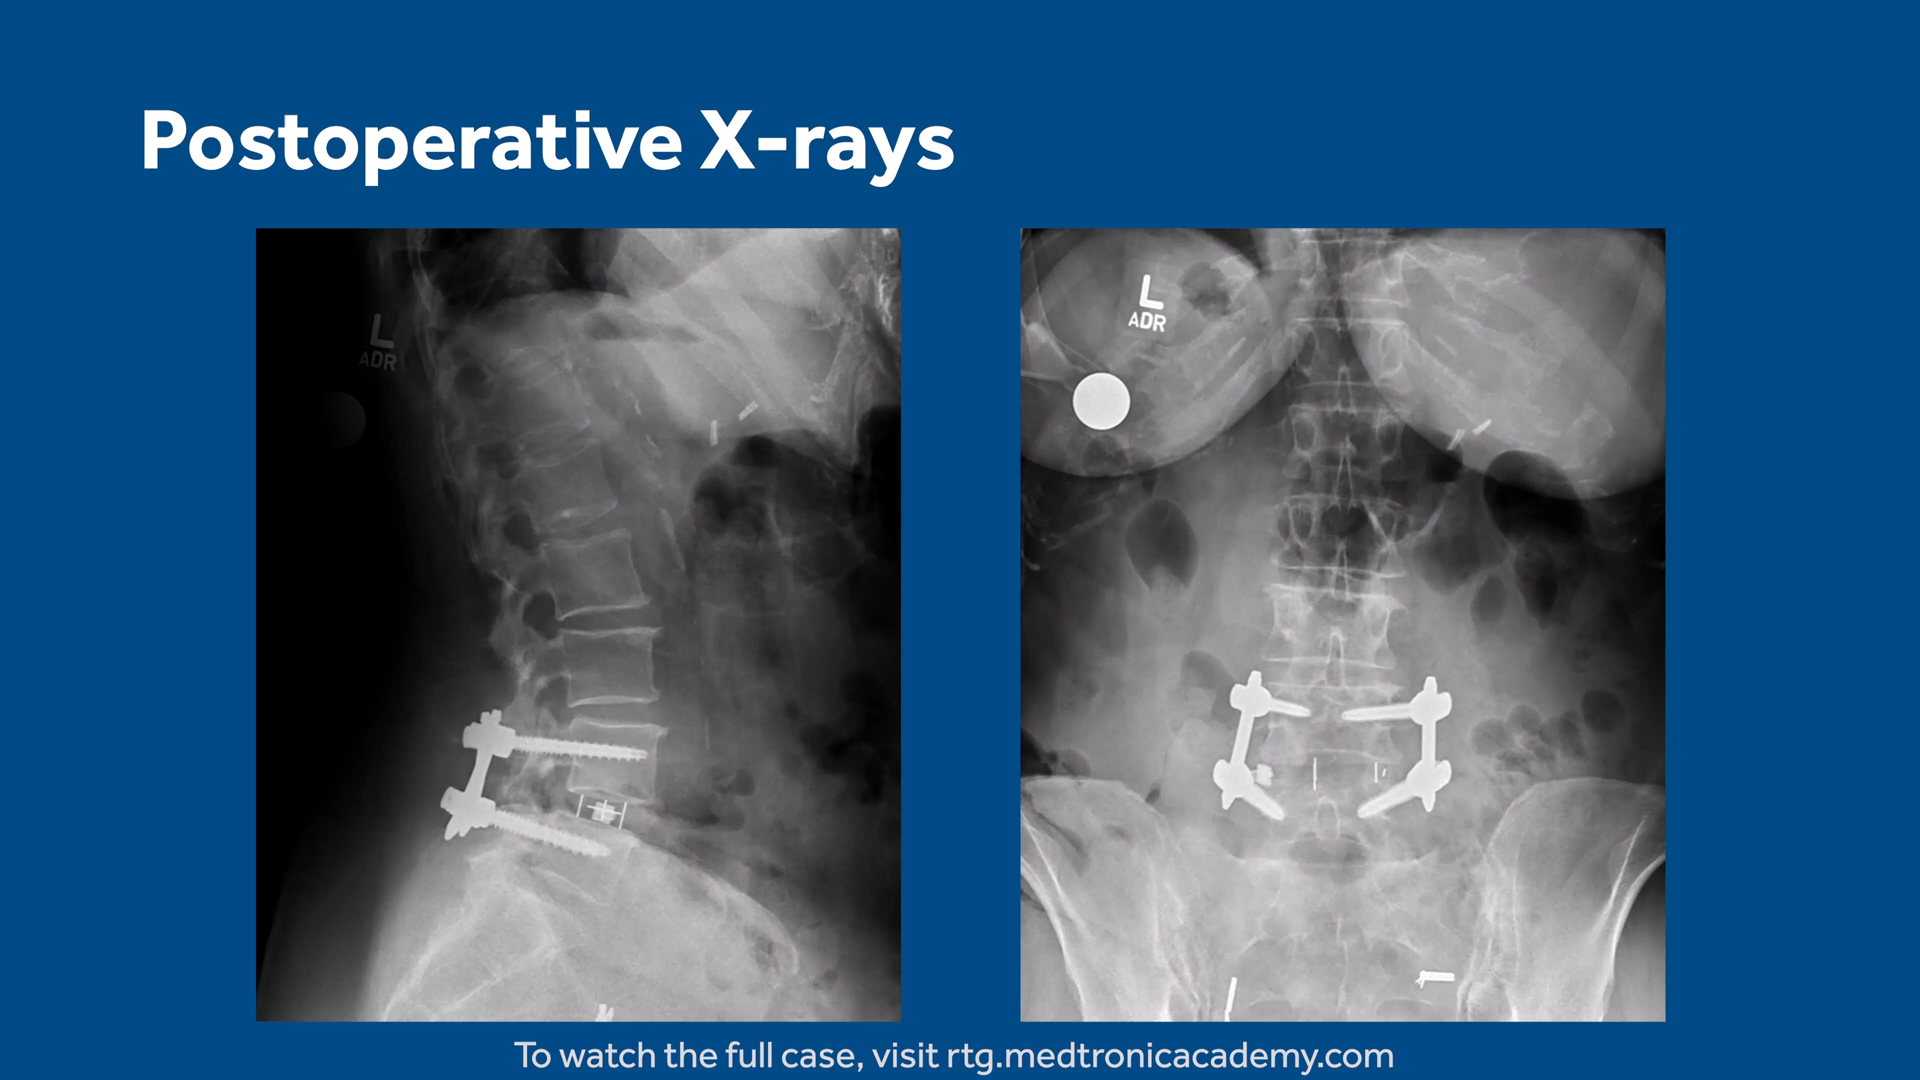 Postoperative X-rays
L
ADR
L
ADR
To watch the full case, visit rtg.medtronicacademy.com